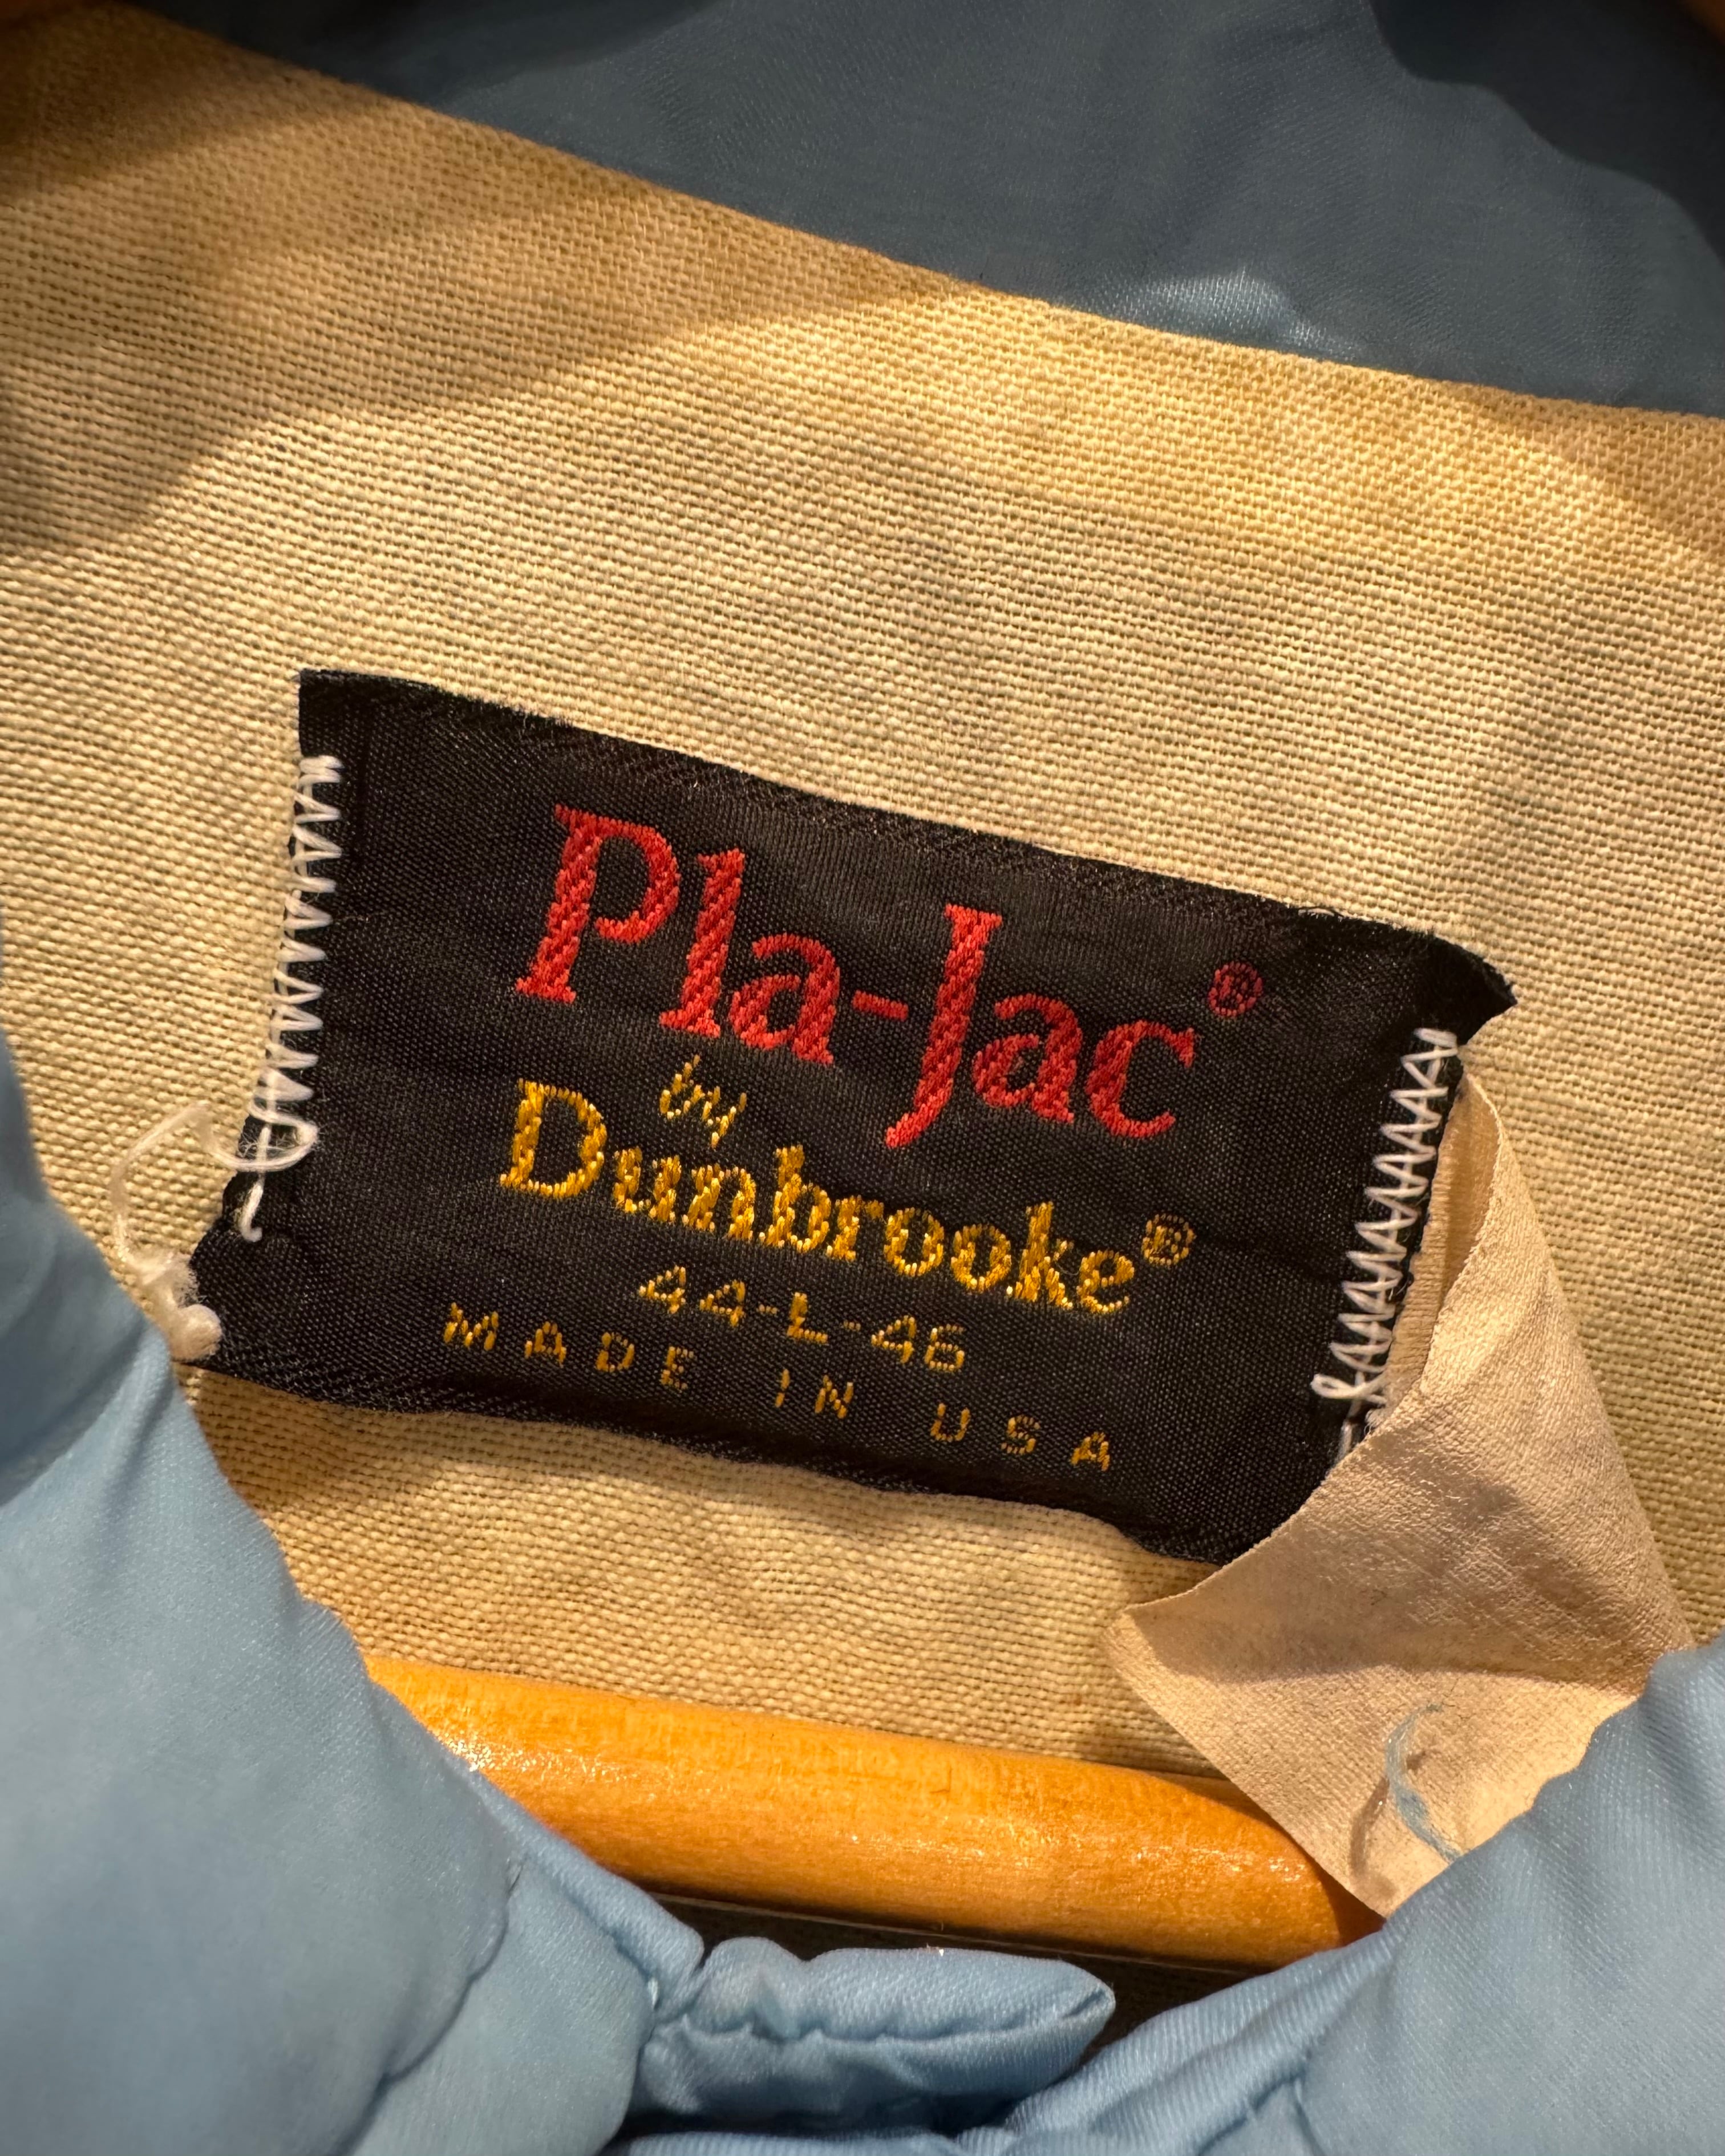 Pla-Jac®
by
Dunbrooke®
44-L-46
MADE IN USA